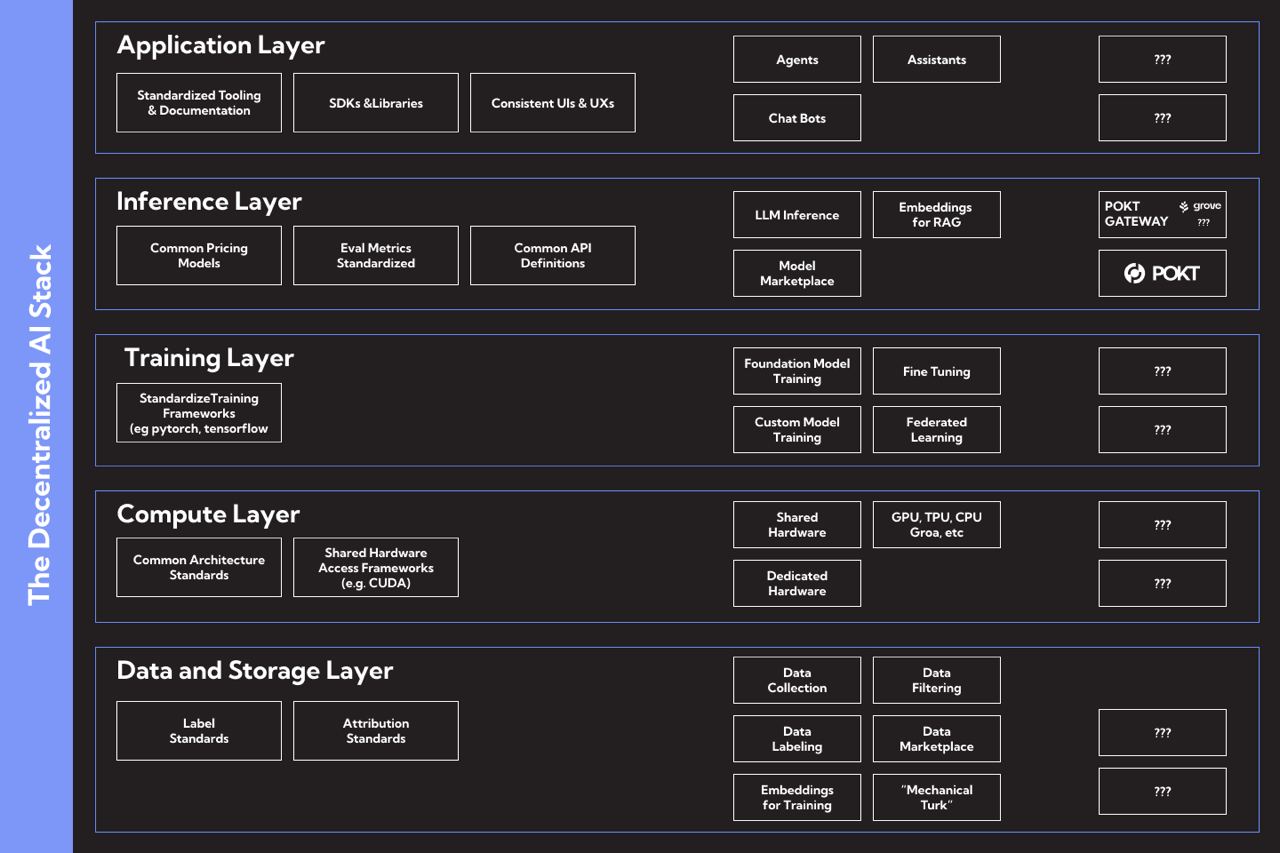 The Decentralized AI Stack
Application Layer
Standardized Tooling
& Documentation
SDKs &Libraries
Consistent UIs & UXs
Agents
Assistants
Chat Bots
???
???
Inference Layer
Common Pricing
Models
Eval Metrics
Standardized
Common API
Definitions
LLM Inference
Embeddings
for RAG
Model
Marketplace
POKT
GATEWAY
grove
???
POKT
Training Layer
StandardizeTraining
Frameworks
(eg pytorch, tensorflow
Foundation Model
Training
Fine Tuning
Custom Model
Training
Federated
Learning
???
???
Compute Layer
Common Architecture
Standards
Shared Hardware
Access Frameworks
(e.g. CUDA)
Shared
Hardware
GPU, TPU, CPU
Groa, etc
Dedicated
Hardware
???
???
Data and Storage Layer
Label
Standards
Attribution
Standards
Data
Collection
Data
Filtering
Data
Labeling
Data
Marketplace
Embeddings
for Training
"Mechanical
Turk"
???
???